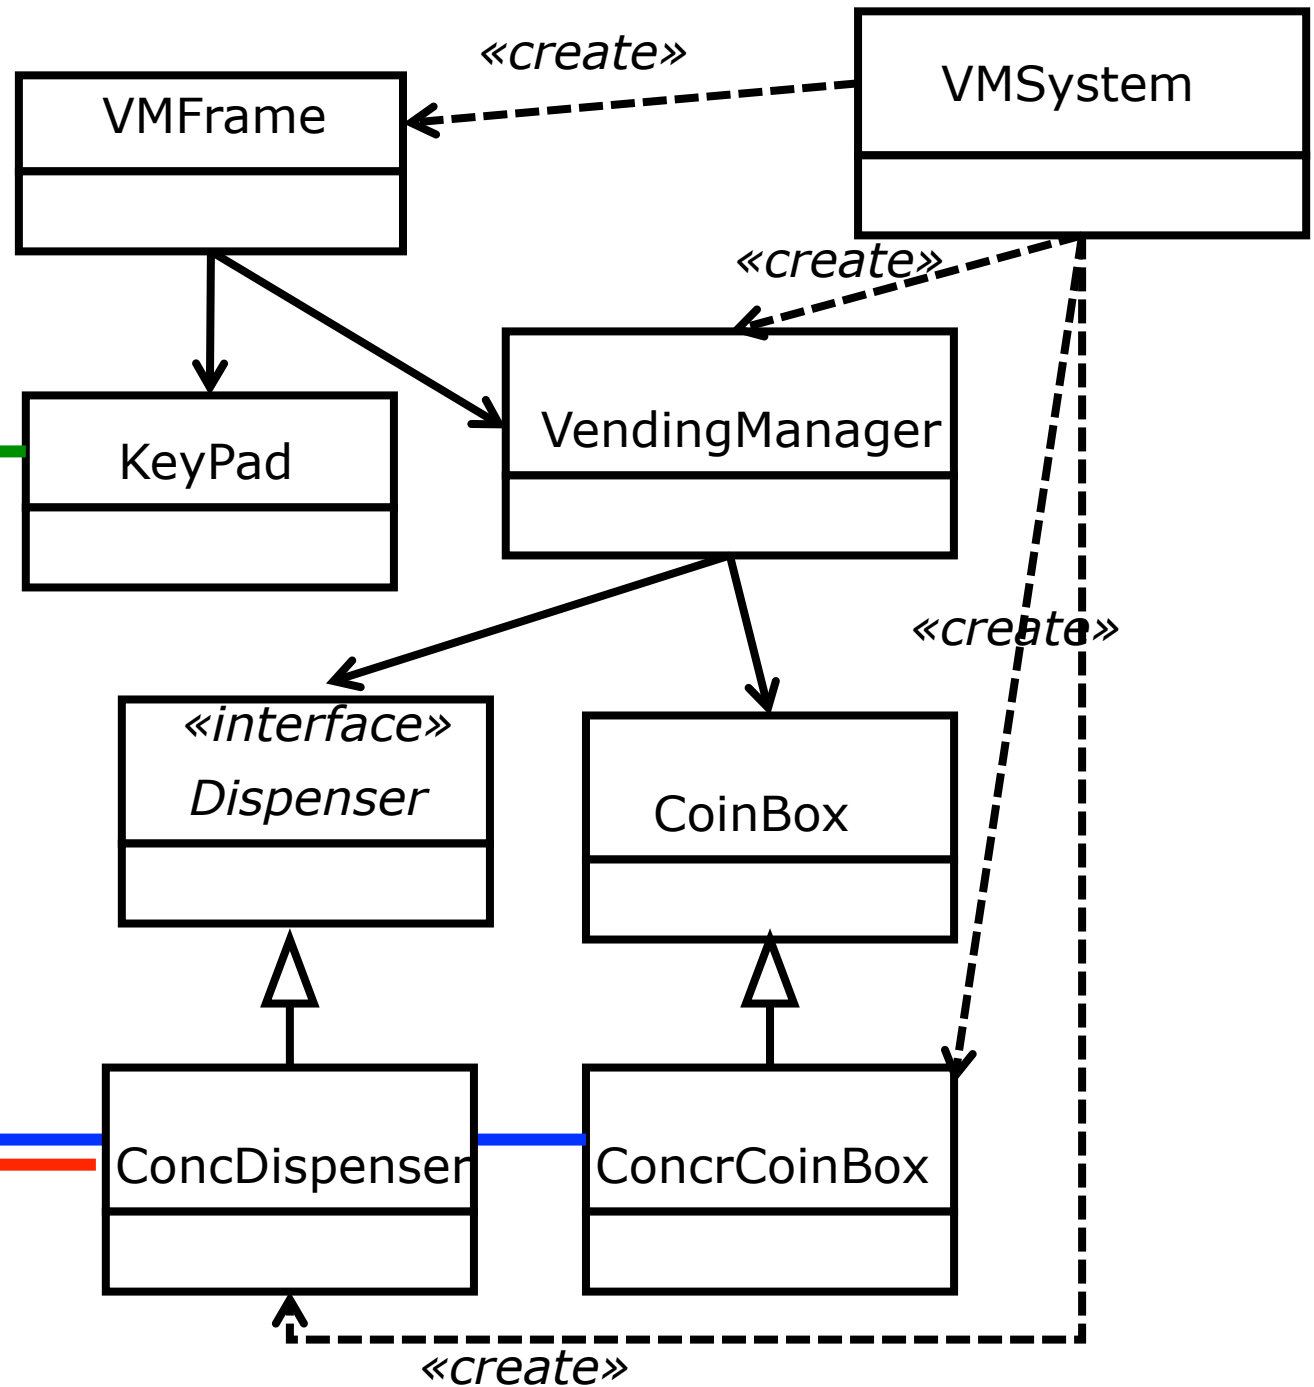 «create»
VMSystem
VMFrame
«create»
VendingManager
KeyPad
«create»
«interface»
Dispenser
CoinBox
ConcDispenser
ConcrCoinBox
«create»